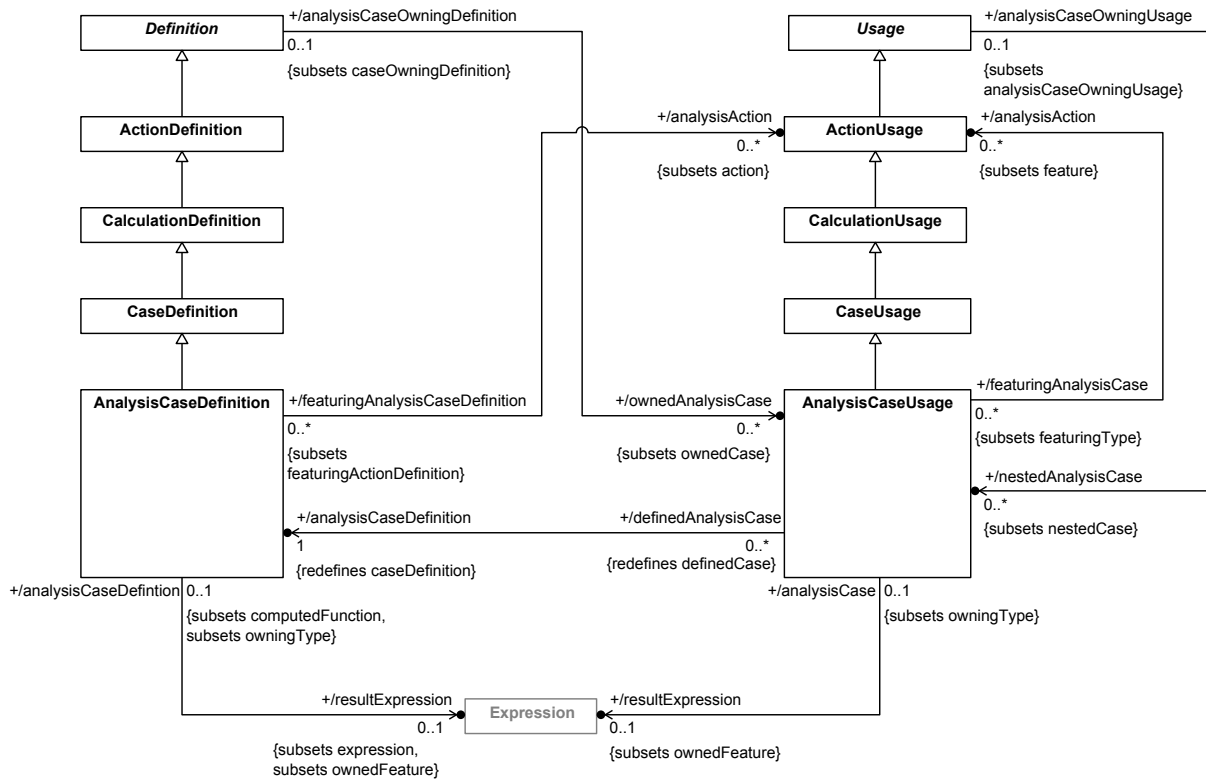 +/analysisCaseOwningDefinition
+/analysisCaseOwningUsage
Definition
Usage
0..1
0..1
{subsets caseOwningDefinition}
{subsets
analysisCaseOwningUsage}
+/analysisAction
+/analysisAction
ActionDefinition
ActionUsage
0..*
0..*
{subsets action}
{subsets feature}
CalculationDefinition
CalculationUsage
CaseDefinition
CaseUsage
AnalysisCaseDefinition
+/featuringAnalysisCaseDefinition
0..*
{subsets
featuringActionDefinition}
+/ownedAnalysisCase
0..*
{subsets ownedCase}
AnalysisCaseUsage
+/featuringAnalysisCase
0..*
{subsets featuringType}
+/nestedAnalysisCase
0..*
{subsets nestedCase}
+/analysisCaseDefinition
1
{redefines caseDefinition}
+/definedAnalysisCase
0..*
{redefines definedCase}
+/analysisCaseDefintion
0..1
{subsets computedFunction,
subsets owningType}
+/analysisCase
0..1
{subsets owningType}
+/resultExpression
0..1
{subsets expression,
subsets ownedFeature}
Expression
+/resultExpression
0..1
{subsets ownedFeature}